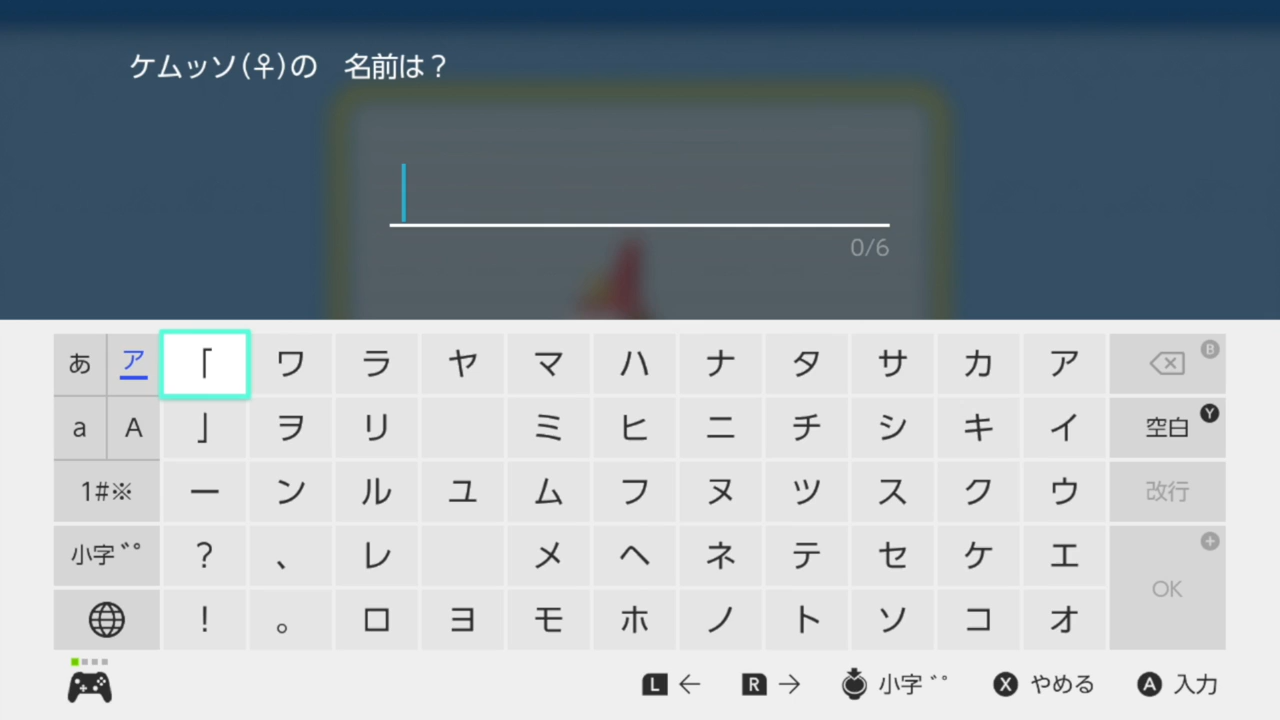 ケムッソ(♀)の　名前は？
0/6
あ ア 「 ワ ラ ヤ マ ハ ナ タ サ カ ア B
a A 」 ヲ リ ミ ヒ ニ チ シ キ イ 空白 Y
1#※ ー ン ル ユ ム フ ヌ ツ ス ク ウ 改行
小字゛゜ ？ 、 レ メ ヘ ネ テ セ ケ エ +
！ 。 ロ ヨ モ ホ ノ ト ソ コ オ OK
L ← R → 小字゛゜ X やめる A 入力